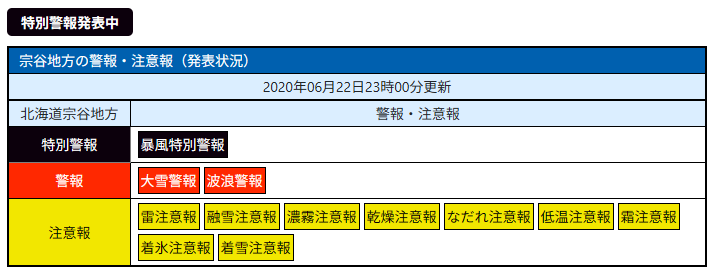 特別警報発表中
宗谷地方の警報・注意報（発表状況）
2020年06月22日23時00分更新
北海道宗谷地方 警報・注意報
特別警報 暴風特別警報
警報 大雪警報 波浪警報
注意報 雷注意報 融雪注意報 濃霧注意報 乾燥注意報 なだれ注意報 低温注意報 霜注意報
着氷注意報 着雪注意報